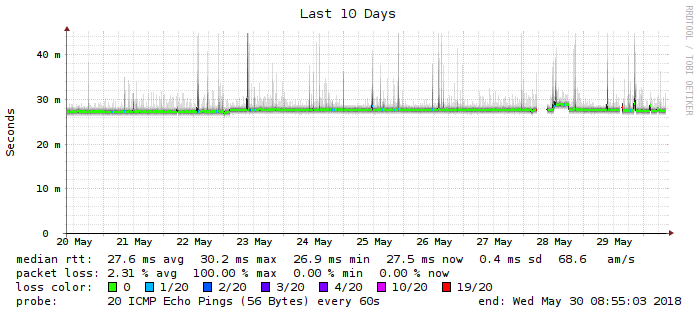 Last 10 Days
RRDTOOL / TOBI OETIKER
Seconds
40 m
30 m
20 m
10 m
0
20 May 21 May 22 May 23 May 24 May 25 May 26 May 27 May 28 May 29 May
median rtt: 27.6 ms avg 30.2 ms max 26.9 ms min 27.5 ms now 0.4 ms sd 68.6 am/s
packet loss: 2.31 % avg 100.00 % max 0.00 % min 0.00 % now
loss color: 0 1/20 2/20 3/20 4/20 10/20 19/20
probe: 20 ICMP Echo Pings (56 Bytes) every 60s end: Wed May 30 08:55:03 2018